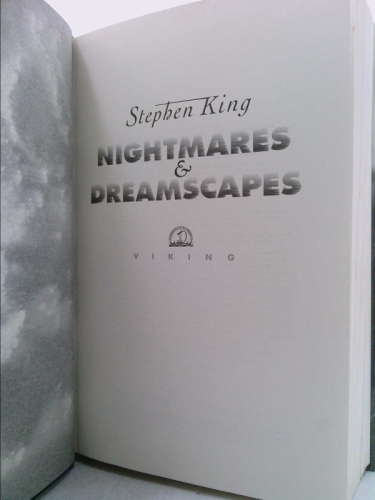 Stephen King
NIGHTMARES
&
DREAMSCAPES
VIKING